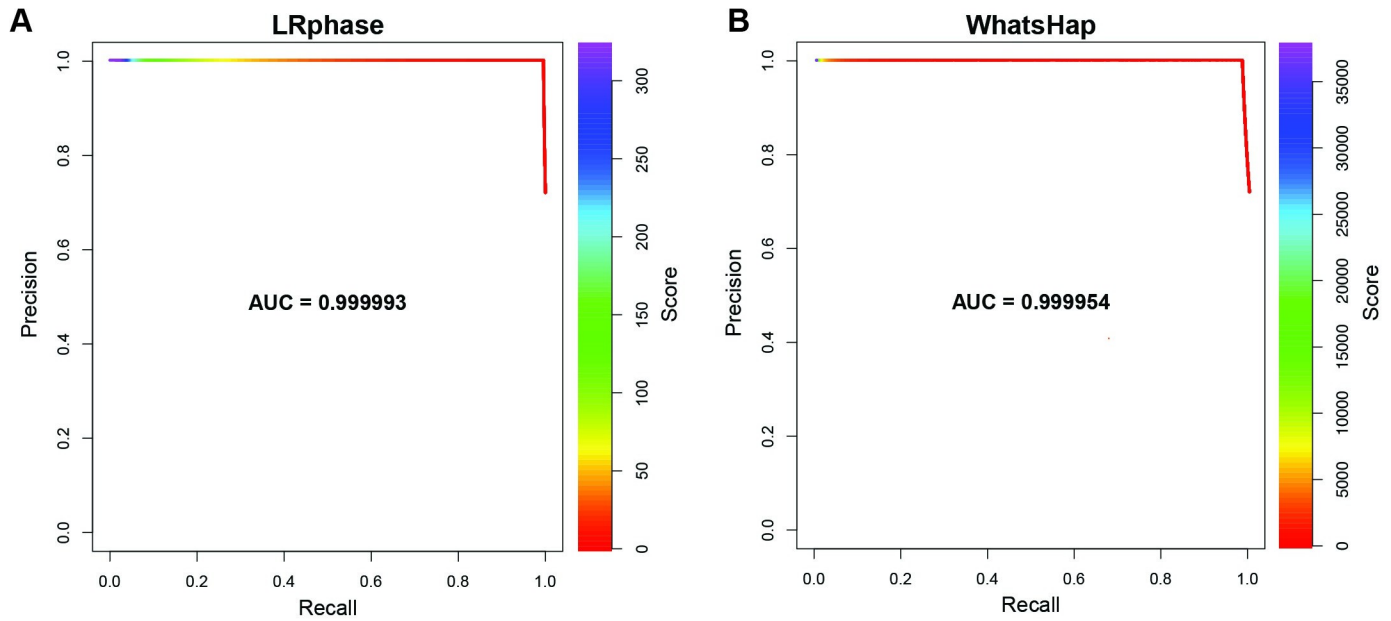 A
LRphase
Precision
1.0
0.8
0.6
0.4
0.2
0.0
AUC = 0.999993
0.0 0.2 0.4 0.6 0.8 1.0
Recall
300
250
200
150
100
50
0
Score
B
WhatsHap
Precision
1.0
0.8
0.6
0.4
0.2
0.0
AUC = 0.999954
0.0 0.2 0.4 0.6 0.8 1.0
Recall
35000
30000
25000
20000
15000
10000
5000
0
Score